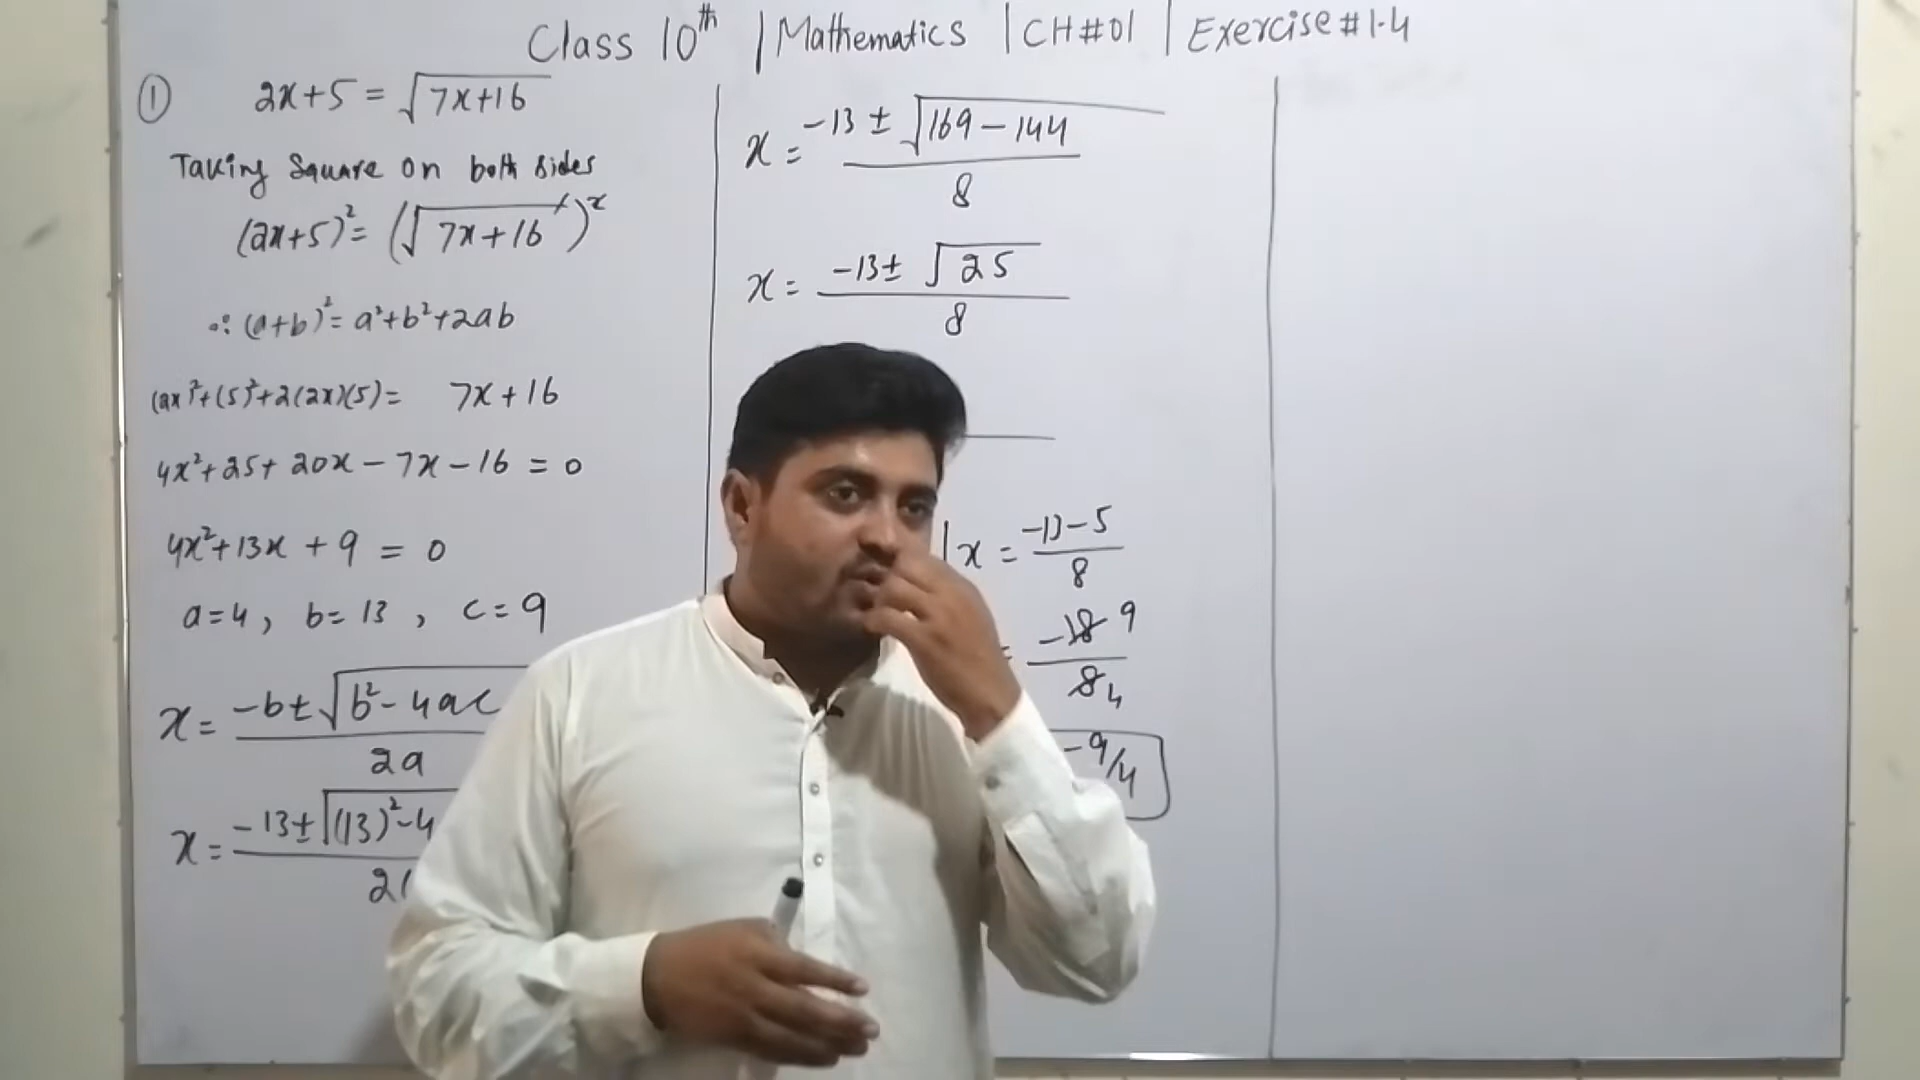 Class 10th | Mathematics | CH#01 | Exercise #1.4
① 2x+5 = √7x+16
Taking Square on both sides
(2x+5)² = (√7x+16)²
∴ (a+b)² = a²+b²+2ab
(2x)²+(5)²+2(2x)(5) = 7x+16
4x²+25+20x-7x-16 = 0
4x²+13x+9 = 0
a=4, b=13, c=9
x = -b±√b²-4ac / 2a
x = -13±√(13)²-4 / 2(
x = -13±√169-144 / 8
x = -13±√25 / 8
x = -13-5 / 8
= -18 9 / 8 4
-9/4